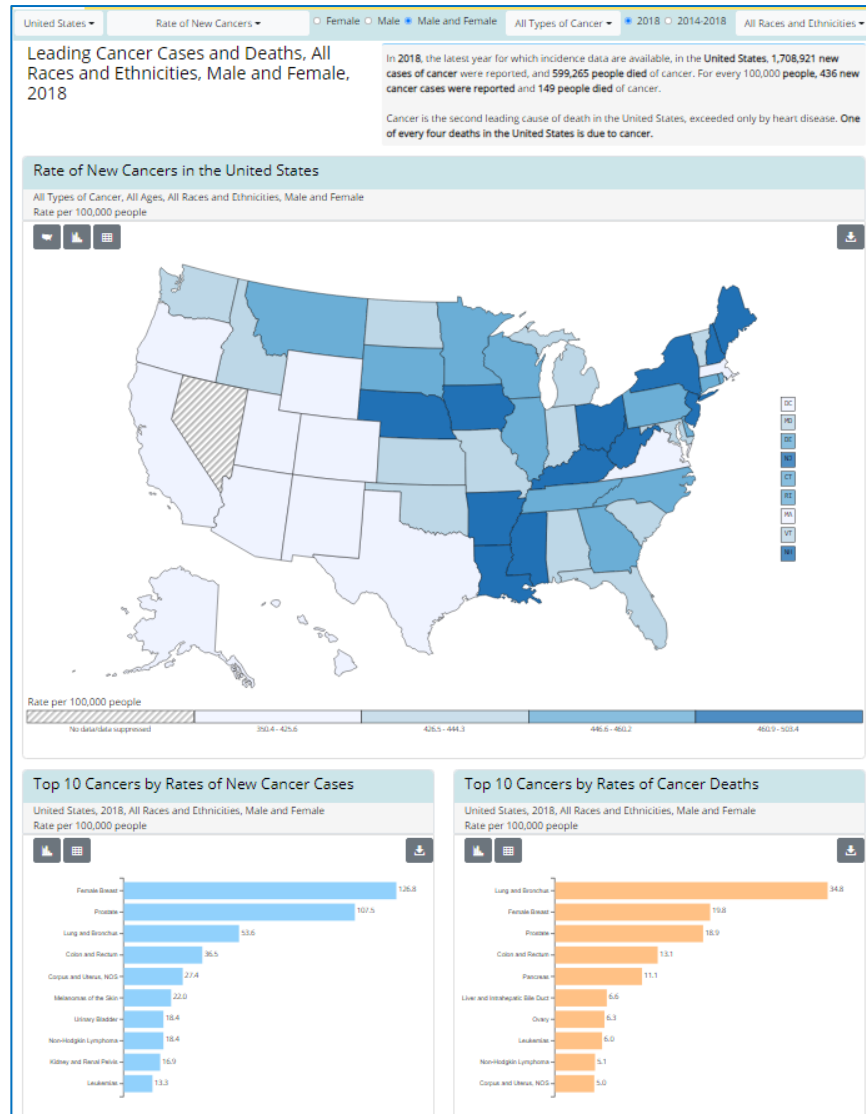 United States
Rate of New Cancers
Female Male Male and Female
All Types of Cancer
2018 2014-2018
All Races and Ethnicities
Leading Cancer Cases and Deaths, All
Races and Ethnicities, Male and Female,
2018
In 2018, the latest year for which incidence data are available, in the United States, 1,708,921 new
cases of cancer were reported, and 599,265 people died of cancer. For every 100,000 people, 436 new
cancer cases were reported and 149 people died of cancer.
Cancer is the second leading cause of death in the United States, exceeded only by heart disease. One
of every four deaths in the United States is due to cancer.
Rate of New Cancers in the United States
All Types of Cancer, All Ages, All Races and Ethnicities, Male and Female
Rate per 100,000 people
DC
MD
DE
NJ
CT
RI
MA
VT
NH
Rate per 100,000 people
No data/data suppressed
350.4 - 425.6
426.5 - 444.3
446.6 - 460.2
460.9 - 503.4
Top 10 Cancers by Rates of New Cancer Cases
United States, 2018, All Races and Ethnicities, Male and Female
Rate per 100,000 people
Female Breast 126.8
Prostate 107.5
Lung and Bronchus 53.6
Colon and Rectum 36.5
Corpus and Uterus, NOS 27.4
Melanomas of the Skin 22.0
Urinary Bladder 18.4
Non-Hodgkin Lymphoma 18.4
Kidney and Renal Pelvis 16.9
Leukemias 13.3
Top 10 Cancers by Rates of Cancer Deaths
United States, 2018, All Races and Ethnicities, Male and Female
Rate per 100,000 people
Lung and Bronchus 34.8
Female Breast 19.8
Prostate 18.9
Colon and Rectum 13.1
Pancreas 11.1
Liver and Intrahepatic Bile Duct 6.6
Ovary 6.3
Leukemias 6.0
Non-Hodgkin Lymphoma 5.1
Corpus and Uterus, NOS 5.0